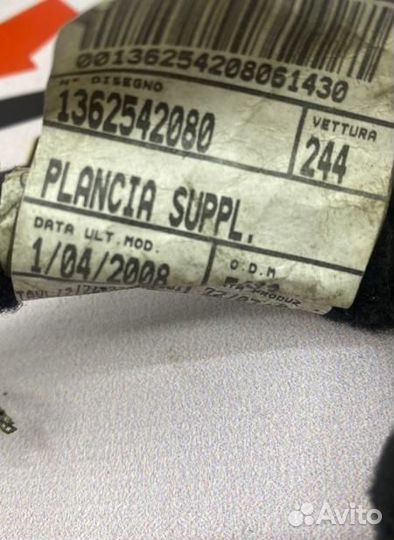 00136254208061430
N° DISEGNO
1362542080
VETTURA
244
PLANCIA SUPPL.
DATA ULT.MOD.
1/04/2008
O.D.M
Avito